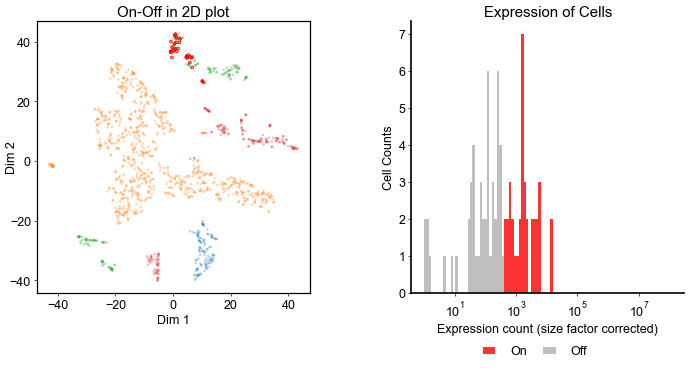 On-Off in 2D plot
Expression of Cells
Dim 2
40
20
0
−20
−40
−40 −20 0 20 40
Dim 1
Cell Counts
7
6
5
4
3
2
1
0
10^1 10^3 10^5 10^7
Expression count (size factor corrected)
On Off